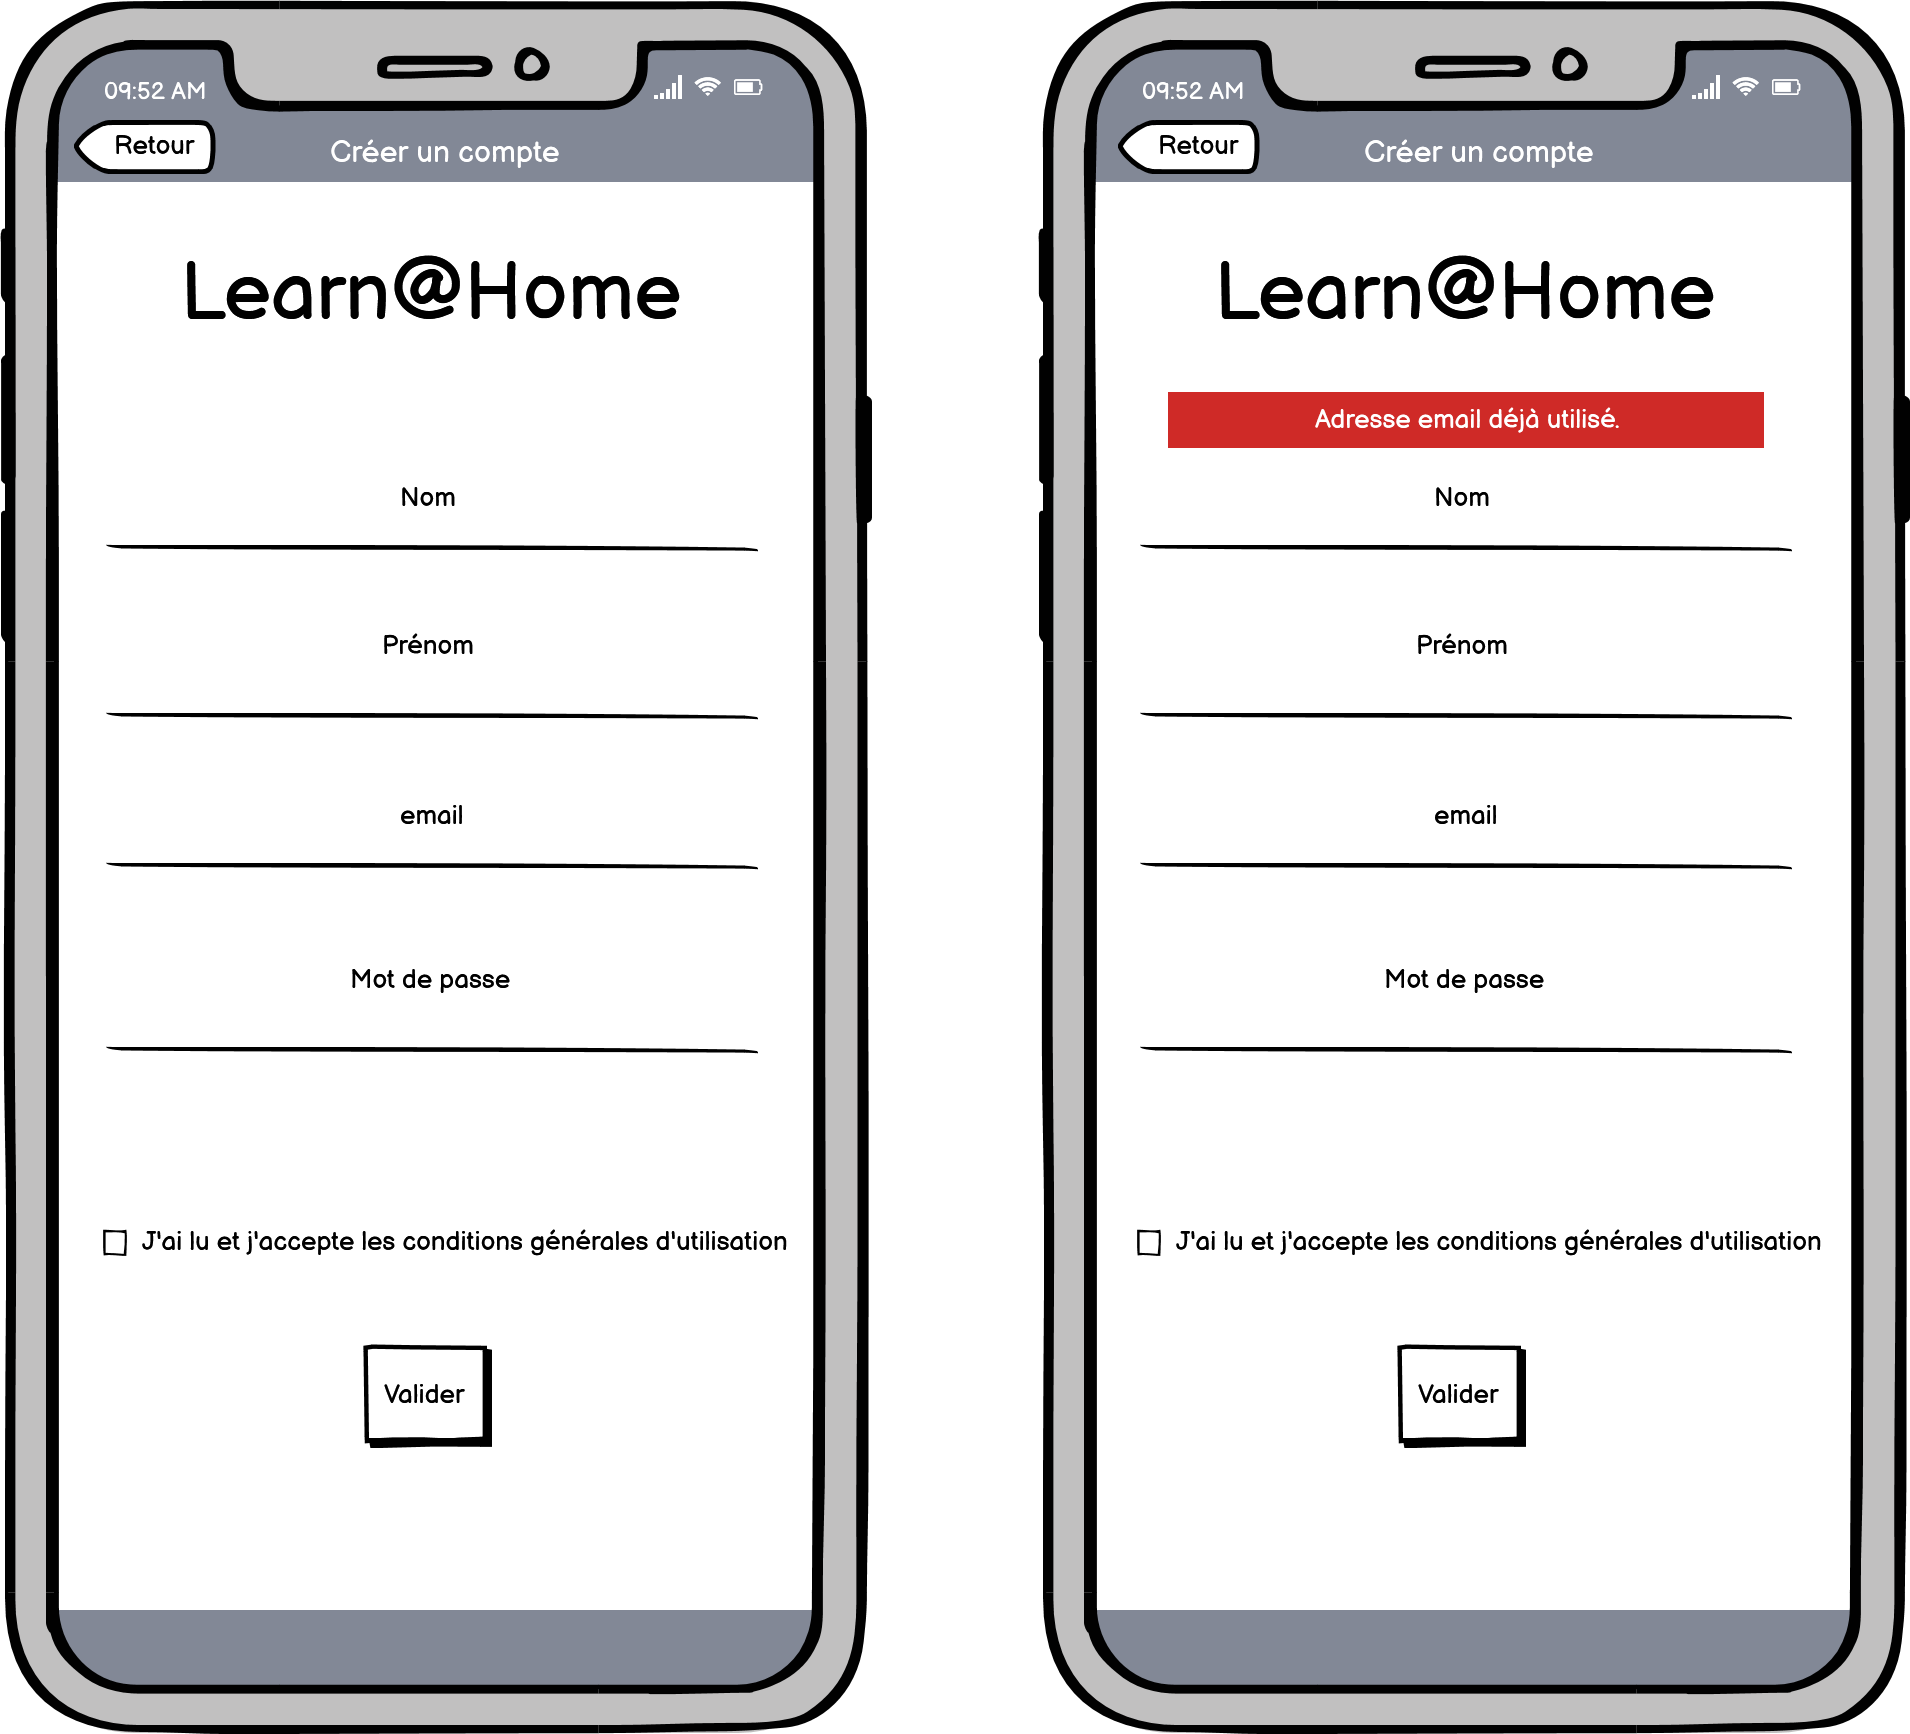 09:52 AM
Retour
Créer un compte
Learn@Home
Nom
Prénom
email
Mot de passe
J'ai lu et j'accepte les conditions générales d'utilisation
Valider
09:52 AM
Retour
Créer un compte
Learn@Home
Adresse email déjà utilisé.
Nom
Prénom
email
Mot de passe
J'ai lu et j'accepte les conditions générales d'utilisation
Valider